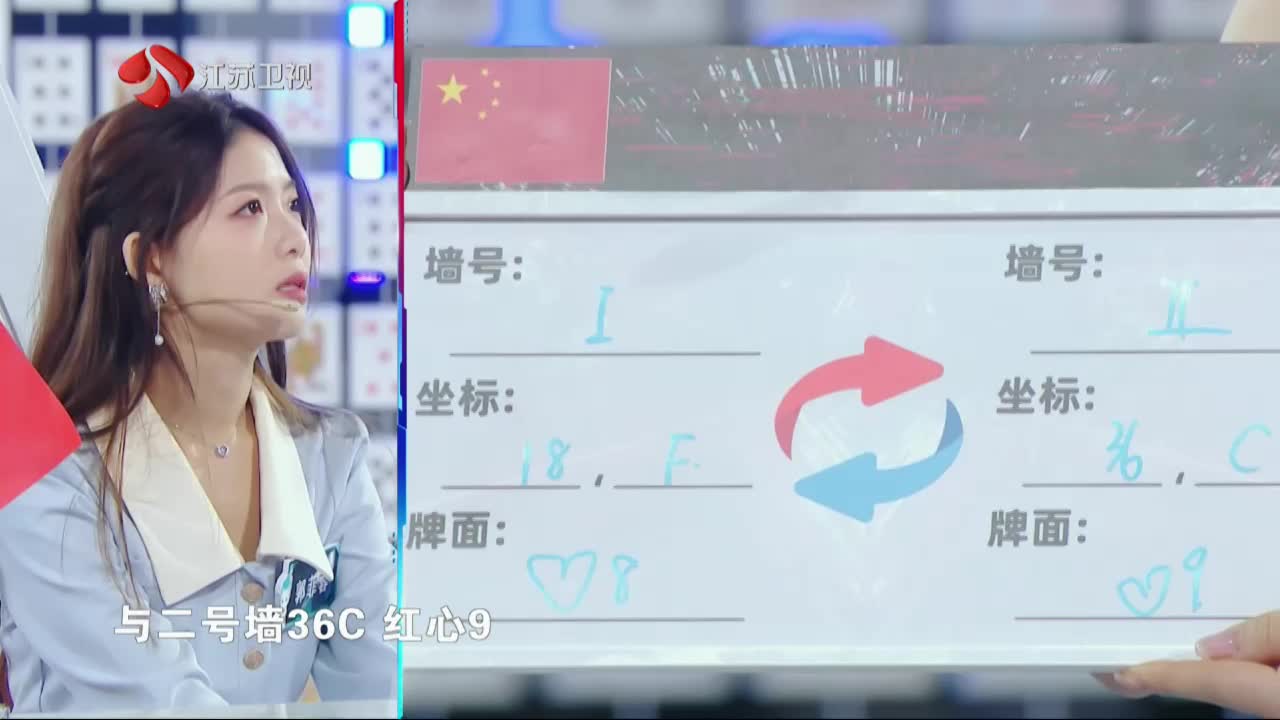 江苏卫视
墙号: I
坐标: 18, F.
牌面: ♡8
墙号: II
坐标: 36, C
牌面: ♡9
与二号墙36C 红心9